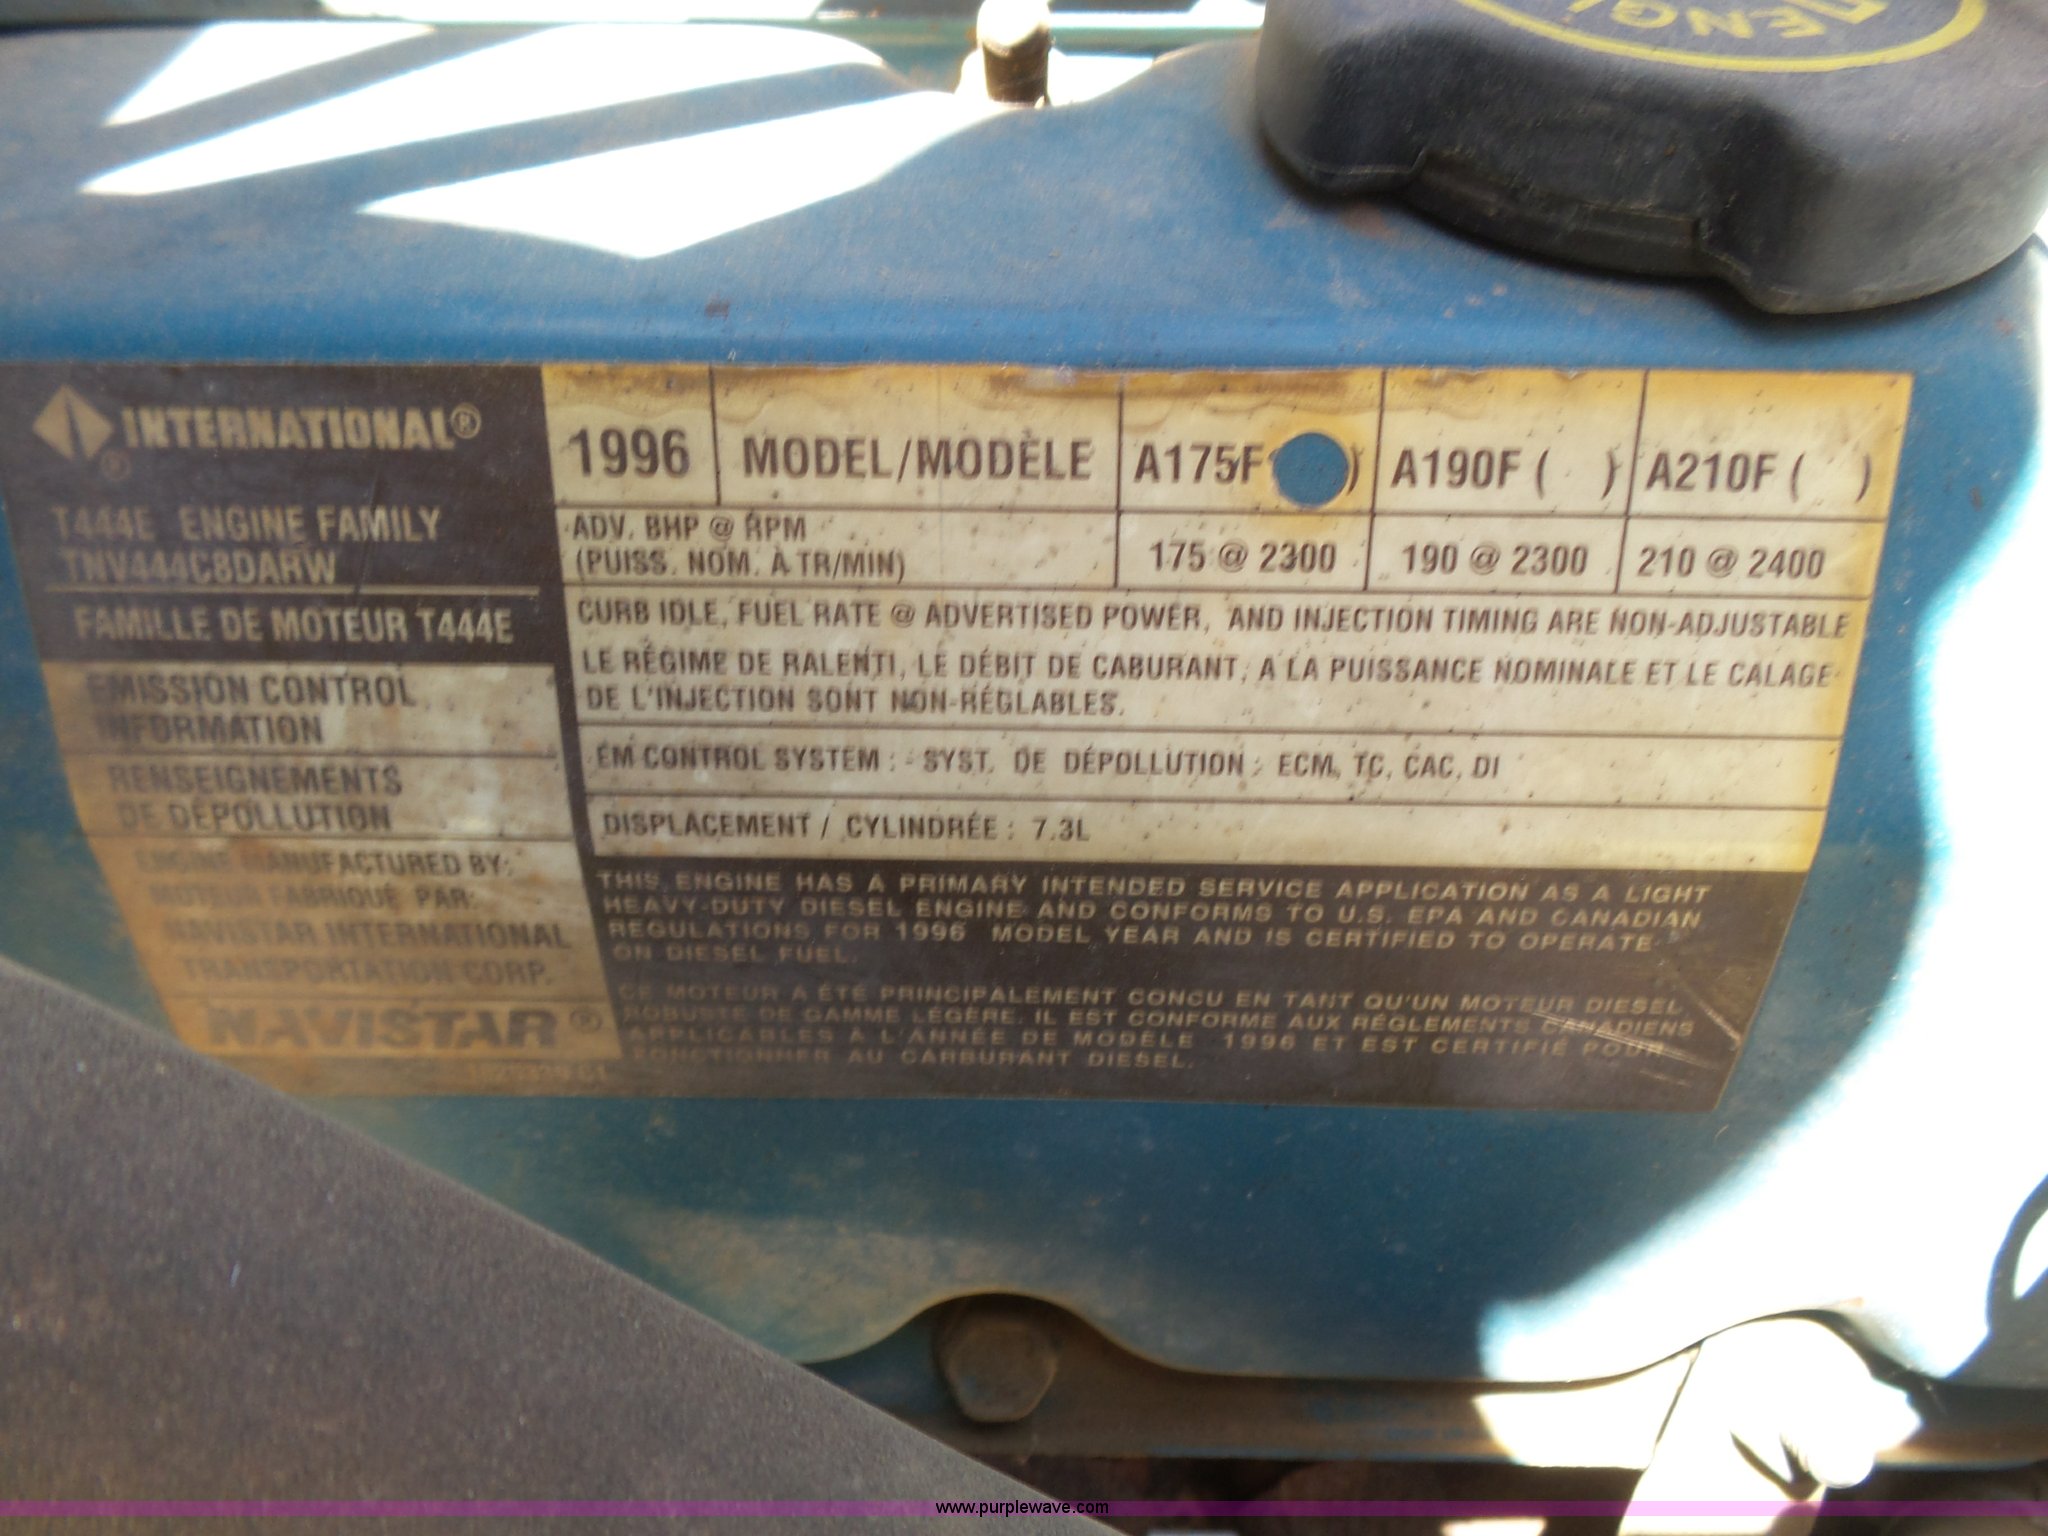 ENGI
INTERNATIONAL®
®
T444E ENGINE FAMILY
TNV444C8DARW
FAMILLE DE MOTEUR T444E
EMISSION CONTROL
INFORMATION
RENSEIGNEMENTS
DE DÉPOLLUTION
ENGINE MANUFACTURED BY:
MOTEUR FABRIQUÉ PAR:
NAVISTAR INTERNATIONAL
TRANSPORTATION CORP.
NAVISTAR®
1996 MODEL/MODÈLE A175F( ) A190F ( ) A210F ( )
ADV. BHP @ RPM
(PUISS. NOM. À TR/MIN) 175 @ 2300 190 @ 2300 210 @ 2400
CURB IDLE, FUEL RATE @ ADVERTISED POWER, AND INJECTION TIMING ARE NON-ADJUSTABLE
LE RÉGIME DE RALENTI, LE DÉBIT DE CABURANT, A LA PUISSANCE NOMINALE ET LE CALAGE
DE L'INJECTION SONT NON-RÉGLABLES.
EM CONTROL SYSTEM : - SYST. DE DÉPOLLUTION : ECM, TC, CAC, DI
DISPLACEMENT / CYLINDRÉE : 7.3L
THIS ENGINE HAS A PRIMARY INTENDED SERVICE APPLICATION AS A LIGHT
HEAVY-DUTY DIESEL ENGINE AND CONFORMS TO U.S. EPA AND CANADIAN
REGULATIONS FOR 1996 MODEL YEAR AND IS CERTIFIED TO OPERATE
ON DIESEL FUEL.
CE MOTEUR A ÉTÉ PRINCIPALEMENT CONCU EN TANT QU'UN MOTEUR DIESEL
ROBUSTE DE GAMME LÉGÈRE. IL EST CONFORME AUX RÉGLEMENTS CANADIENS
APPLICABLES À L'ANNÉE DE MODÈLE 1996 ET EST CERTIFIÉ POUR
FONCTIONNER AU CARBURANT DIESEL.
www.purplewave.com